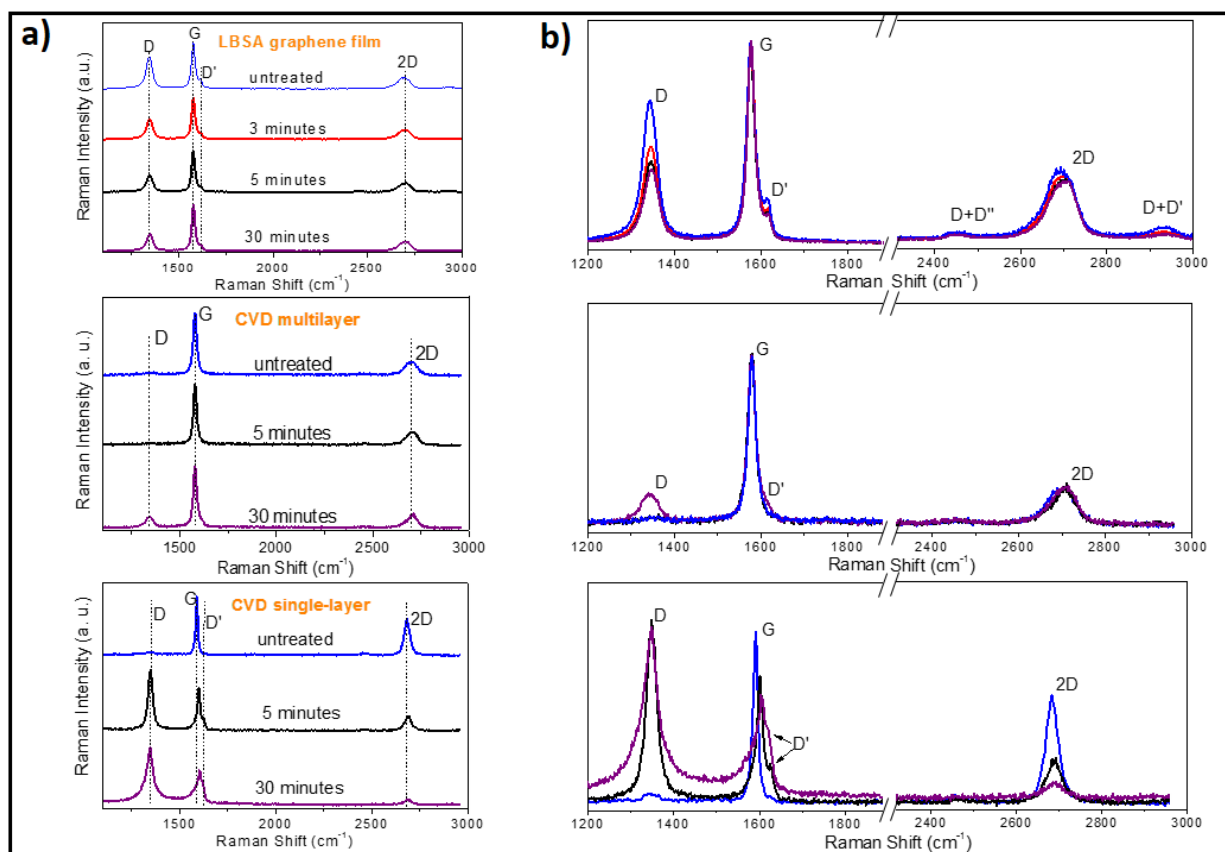 a)
LBSA graphene film
D
G
D'
2D
untreated
3 minutes
5 minutes
30 minutes
Raman Intensity (a.u.)
1500 2000 2500 3000
Raman Shift (cm⁻¹)
CVD multilayer
D
G
2D
untreated
5 minutes
30 minutes
Raman Intensity (a. u.)
1500 2000 2500 3000
Raman Shift (cm⁻¹)
CVD single-layer
D
G
D'
2D
untreated
5 minutes
30 minutes
Raman Intensity (a. u.)
1500 2000 2500 3000
Raman Shift (cm⁻¹)
b)
G
D
D'
D+D"
2D
D+D'
1200 1400 1600 1800 2400 2600 2800 3000
Raman Shift (cm⁻¹)
G
D
D'
2D
1200 1400 1600 1800 2400 2600 2800 3000
Raman Shift (cm⁻¹)
D
G
D'
2D
1200 1400 1600 1800 2400 2600 2800 3000
Raman Shift (cm⁻¹)